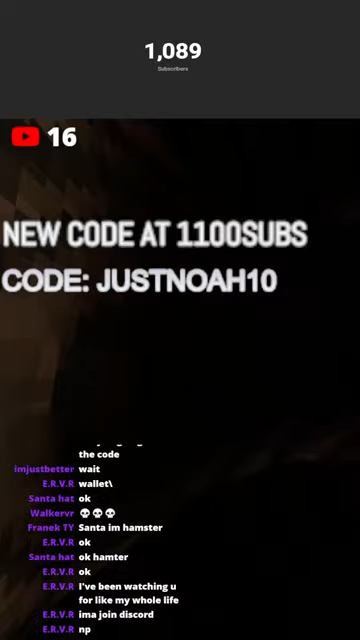 1,089
Subscribers
16
NEW CODE AT 1100SUBS
CODE: JUSTNOAH10
the code
imjustbetter wait
E.R.V.R wallet\
Santa hat ok
Walkervr 💀💀💀
Franek TY Santa im hamster
E.R.V.R ok
Santa hat ok hamter
E.R.V.R ok
E.R.V.R I've been watching u
for like my whole life
E.R.V.R ima join discord
E.R.V.R np